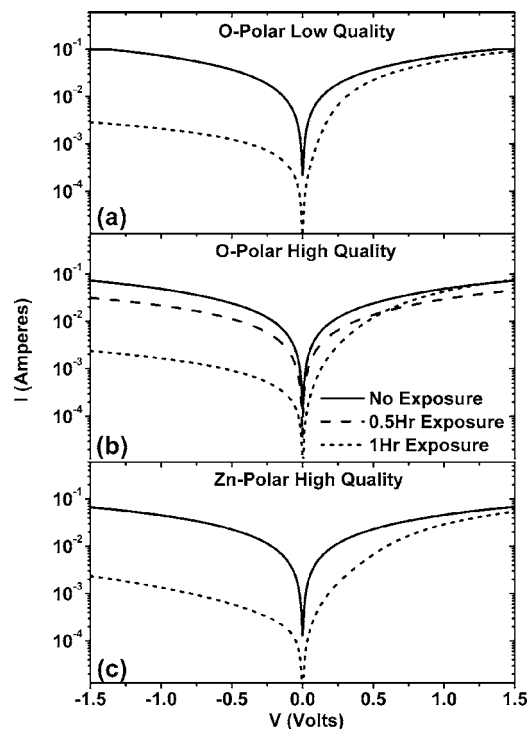 O-Polar Low Quality
10^-1
10^-2
10^-3
10^-4
(a)
O-Polar High Quality
10^-1
10^-2
10^-3
10^-4
No Exposure
0.5Hr Exposure
1Hr Exposure
(b)
I (Amperes)
Zn-Polar High Quality
10^-1
10^-2
10^-3
10^-4
(c)
-1.5 -1.0 -0.5 0.0 0.5 1.0 1.5
V (Volts)